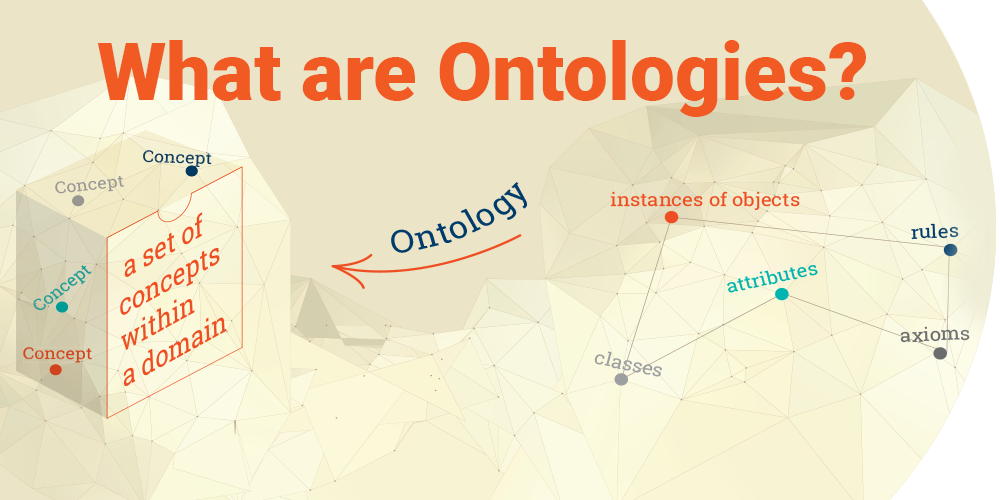 What are Ontologies?
Concept
Concept
Concept
Concept
a set of
concepts
within
a domain
Ontology
instances of objects
rules
attributes
axioms
classes